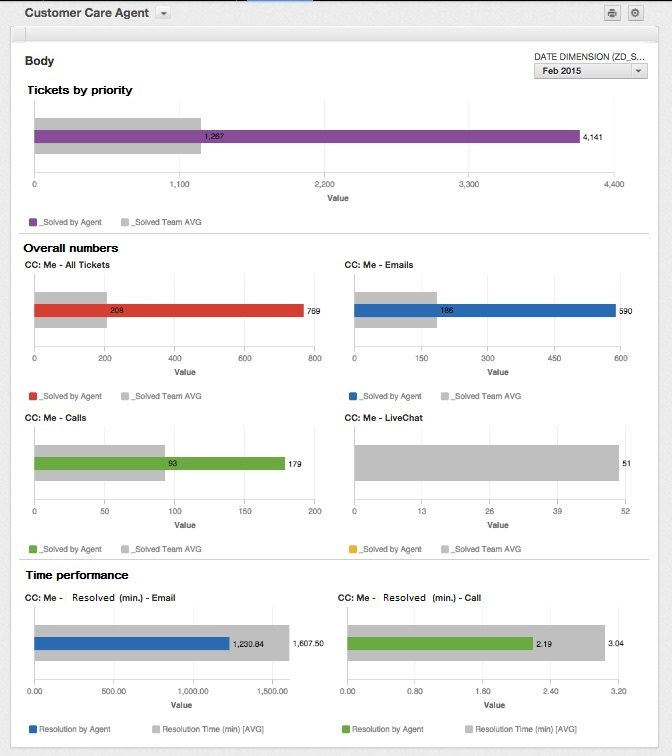 Customer Care Agent
Body
DATE DIMENSION (ZD_S...
Feb 2015
Tickets by priority
1,267
4,141
0 1,100 2,200 3,300 4,400
Value
_Solved by Agent _Solved Team AVG
Overall numbers
CC: Me - All Tickets CC: Me - Emails
208 769 186 590
0 200 400 600 800 0 150 300 450 600
Value Value
_Solved by Agent _Solved Team AVG _Solved by Agent _Solved Team AVG
CC: Me - Calls CC: Me - LiveChat
93 179 51
0 50 100 150 200 0 13 26 39 52
Value Value
_Solved by Agent _Solved Team AVG _Solved by Agent _Solved Team AVG
Time performance
CC: Me - Resolved (min.) - Email CC: Me - Resolved (min.) - Call
1,230.84 1,607.50 2.19 3.04
0.00 500.00 1,000.00 1,500.00 0.00 0.80 1.60 2.40 3.20
Value Value
Resolution by Agent Resolution Time (min) [AVG] Resolution by Agent Resolution Time (min) [AVG]